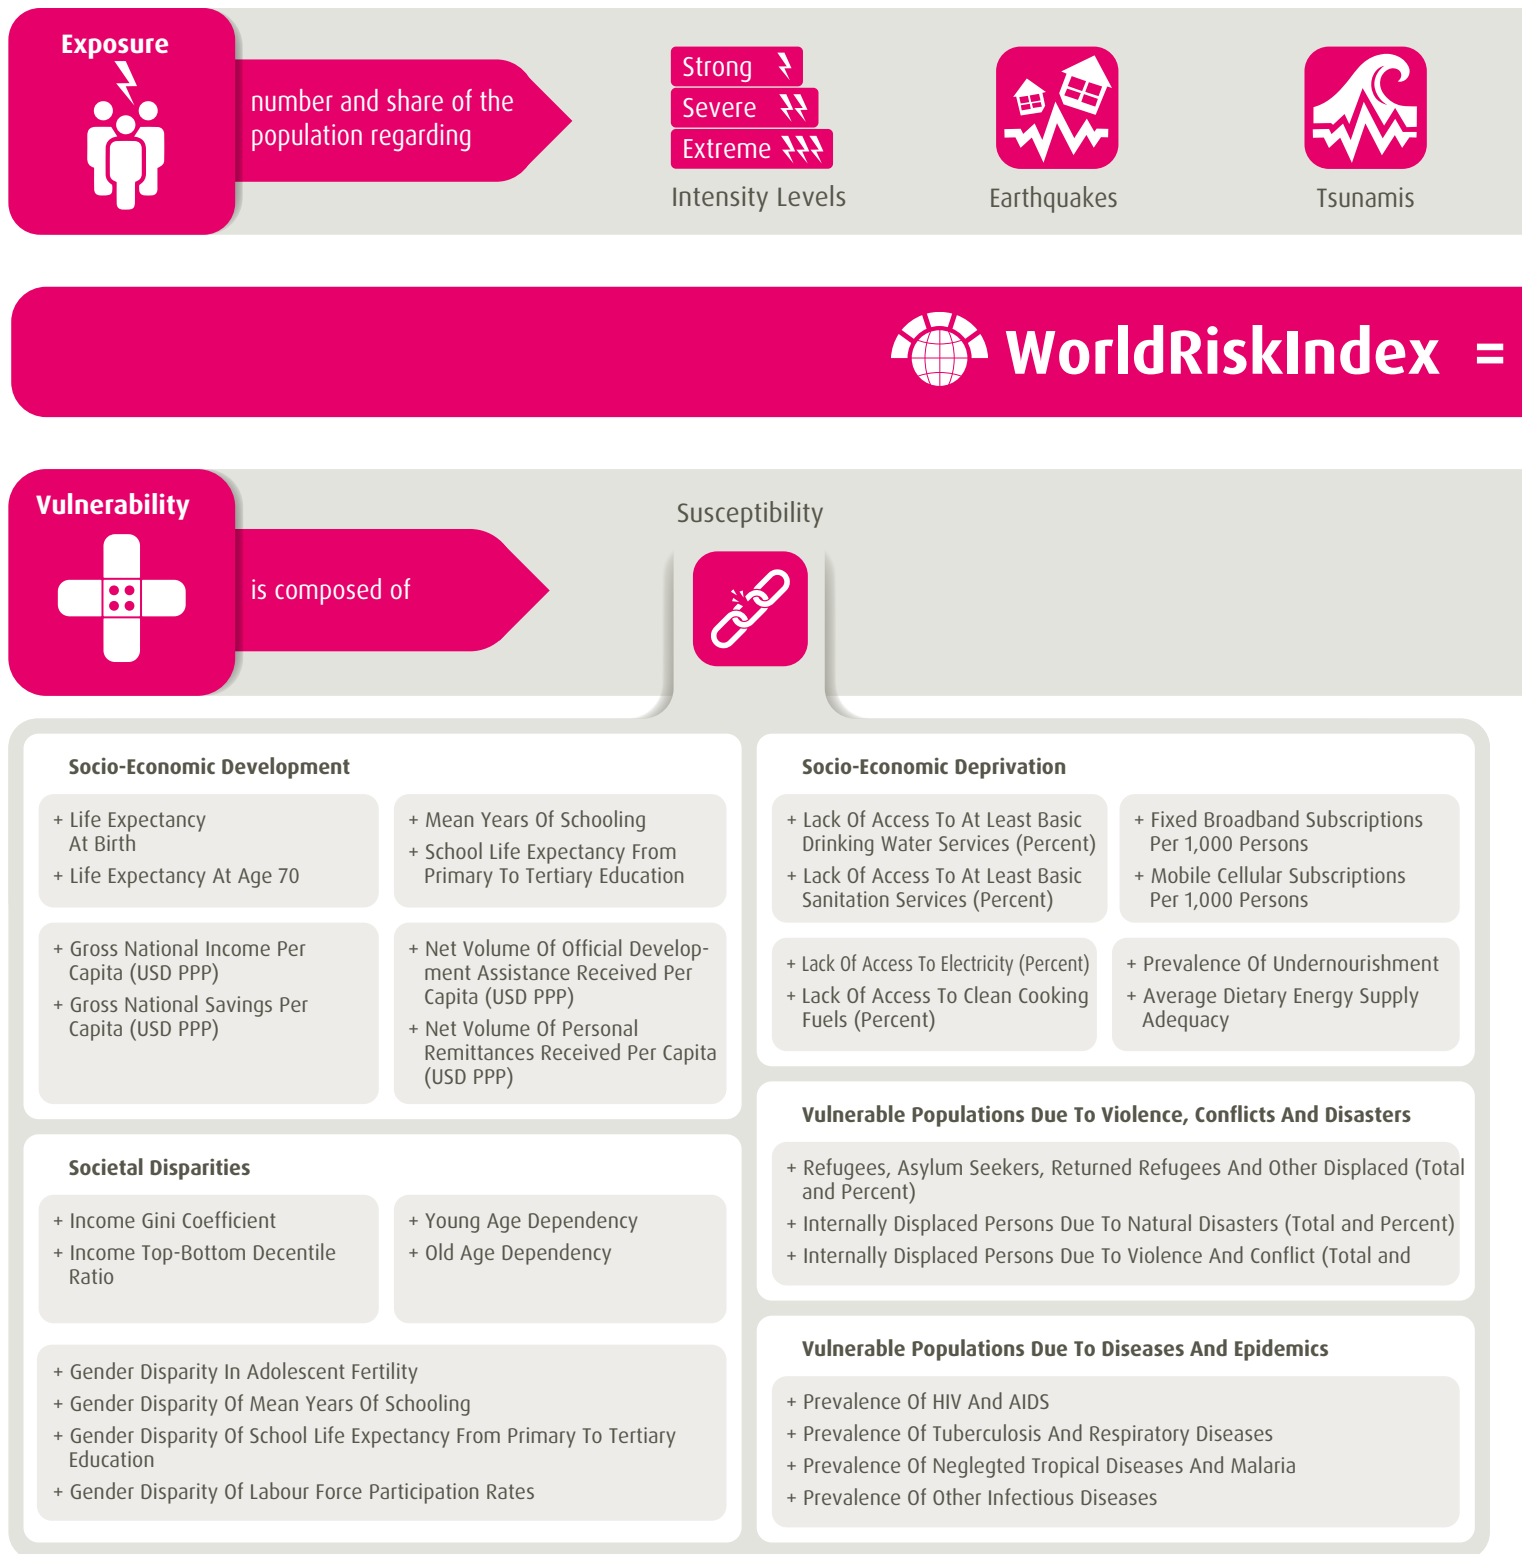 Exposure
number and share of the
population regarding
Strong
Severe
Extreme
Intensity Levels
Earthquakes
Tsunamis
WorldRiskIndex =
Vulnerability
is composed of
Susceptibility
Socio-Economic Development
+ Life Expectancy
At Birth
+ Life Expectancy At Age 70
+ Mean Years Of Schooling
+ School Life Expectancy From
Primary To Tertiary Education
+ Gross National Income Per
Capita (USD PPP)
+ Gross National Savings Per
Capita (USD PPP)
+ Net Volume Of Official Develop-
ment Assistance Received Per
Capita (USD PPP)
+ Net Volume Of Personal
Remittances Received Per Capita
(USD PPP)
Societal Disparities
+ Income Gini Coefficient
+ Income Top-Bottom Decentile
Ratio
+ Young Age Dependency
+ Old Age Dependency
+ Gender Disparity In Adolescent Fertility
+ Gender Disparity Of Mean Years Of Schooling
+ Gender Disparity Of School Life Expectancy From Primary To Tertiary
Education
+ Gender Disparity Of Labour Force Participation Rates
Socio-Economic Deprivation
+ Lack Of Access To At Least Basic
Drinking Water Services (Percent)
+ Lack Of Access To At Least Basic
Sanitation Services (Percent)
+ Fixed Broadband Subscriptions
Per 1,000 Persons
+ Mobile Cellular Subscriptions
Per 1,000 Persons
+ Lack Of Access To Electricity (Percent)
+ Lack Of Access To Clean Cooking
Fuels (Percent)
+ Prevalence Of Undernourishment
+ Average Dietary Energy Supply
Adequacy
Vulnerable Populations Due To Violence, Conflicts And Disasters
+ Refugees, Asylum Seekers, Returned Refugees And Other Displaced (Total
and Percent)
+ Internally Displaced Persons Due To Natural Disasters (Total and Percent)
+ Internally Displaced Persons Due To Violence And Conflict (Total and
Vulnerable Populations Due To Diseases And Epidemics
+ Prevalence Of HIV And AIDS
+ Prevalence Of Tuberculosis And Respiratory Diseases
+ Prevalence Of Neglegted Tropical Diseases And Malaria
+ Prevalence Of Other Infectious Diseases